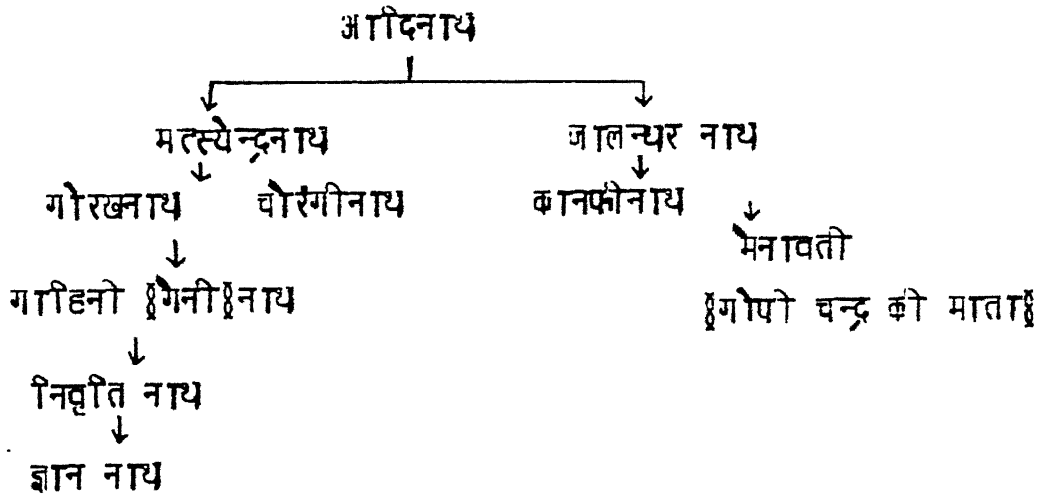 आदिनाथ
मत्स्येन्द्रनाथ जालन्धर नाथ
गोरखनाथ चोरंगीनाथ कानफीनाथ
मैनावती
गाहिनी (गैनी) नाथ (गोपी चन्द्र की माता)
निवृति नाथ
ज्ञान नाथ